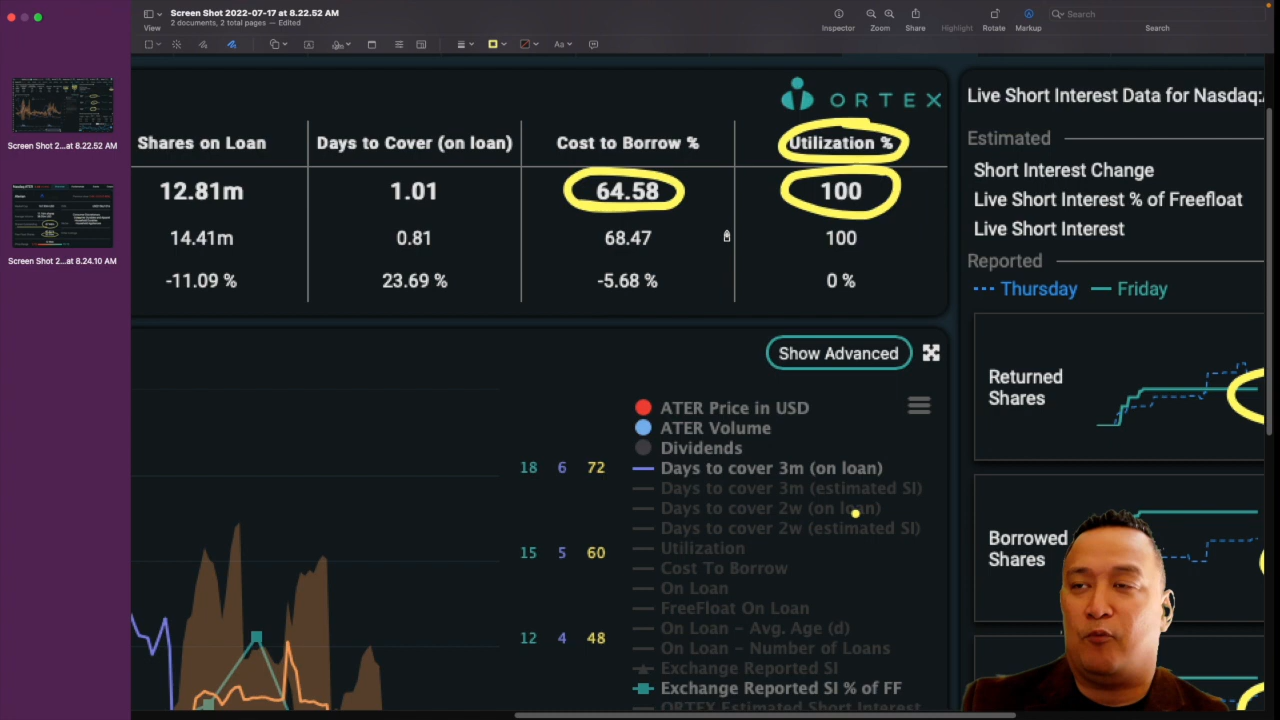 Screen Shot 2022-07-17 at 8.22.52 AM
2 documents, 2 total pages – Edited
View
Inspector
Zoom
Share
Highlight
Rotate
Markup
Search
Search
Aa
Screen Shot 2...at 8.22.52 AM
Screen Shot 2...at 8.24.10 AM
ORTEX
Shares on Loan
Days to Cover (on loan)
Cost to Borrow %
Utilization %
12.81m
1.01
64.58
100
14.41m
0.81
68.47
100
-11.09 %
23.69 %
-5.68 %
0 %
Live Short Interest Data for Nasdaq:
Estimated
Short Interest Change
Live Short Interest % of Freefloat
Live Short Interest
Reported
Thursday
Friday
Returned
Shares
Borrowed
Shares
Show Advanced
ATER Price in USD
ATER Volume
Dividends
Days to cover 3m (on loan)
Days to cover 3m (estimated SI)
Days to cover 2w (on loan)
Days to cover 2w (estimated SI)
Utilization
Cost To Borrow
On Loan
FreeFloat On Loan
On Loan – Avg. Age (d)
On Loan – Number of Loans
Exchange Reported SI
Exchange Reported SI % of FF
ORTEX Estimated Short Interest
18 6 72
15 5 60
12 4 48